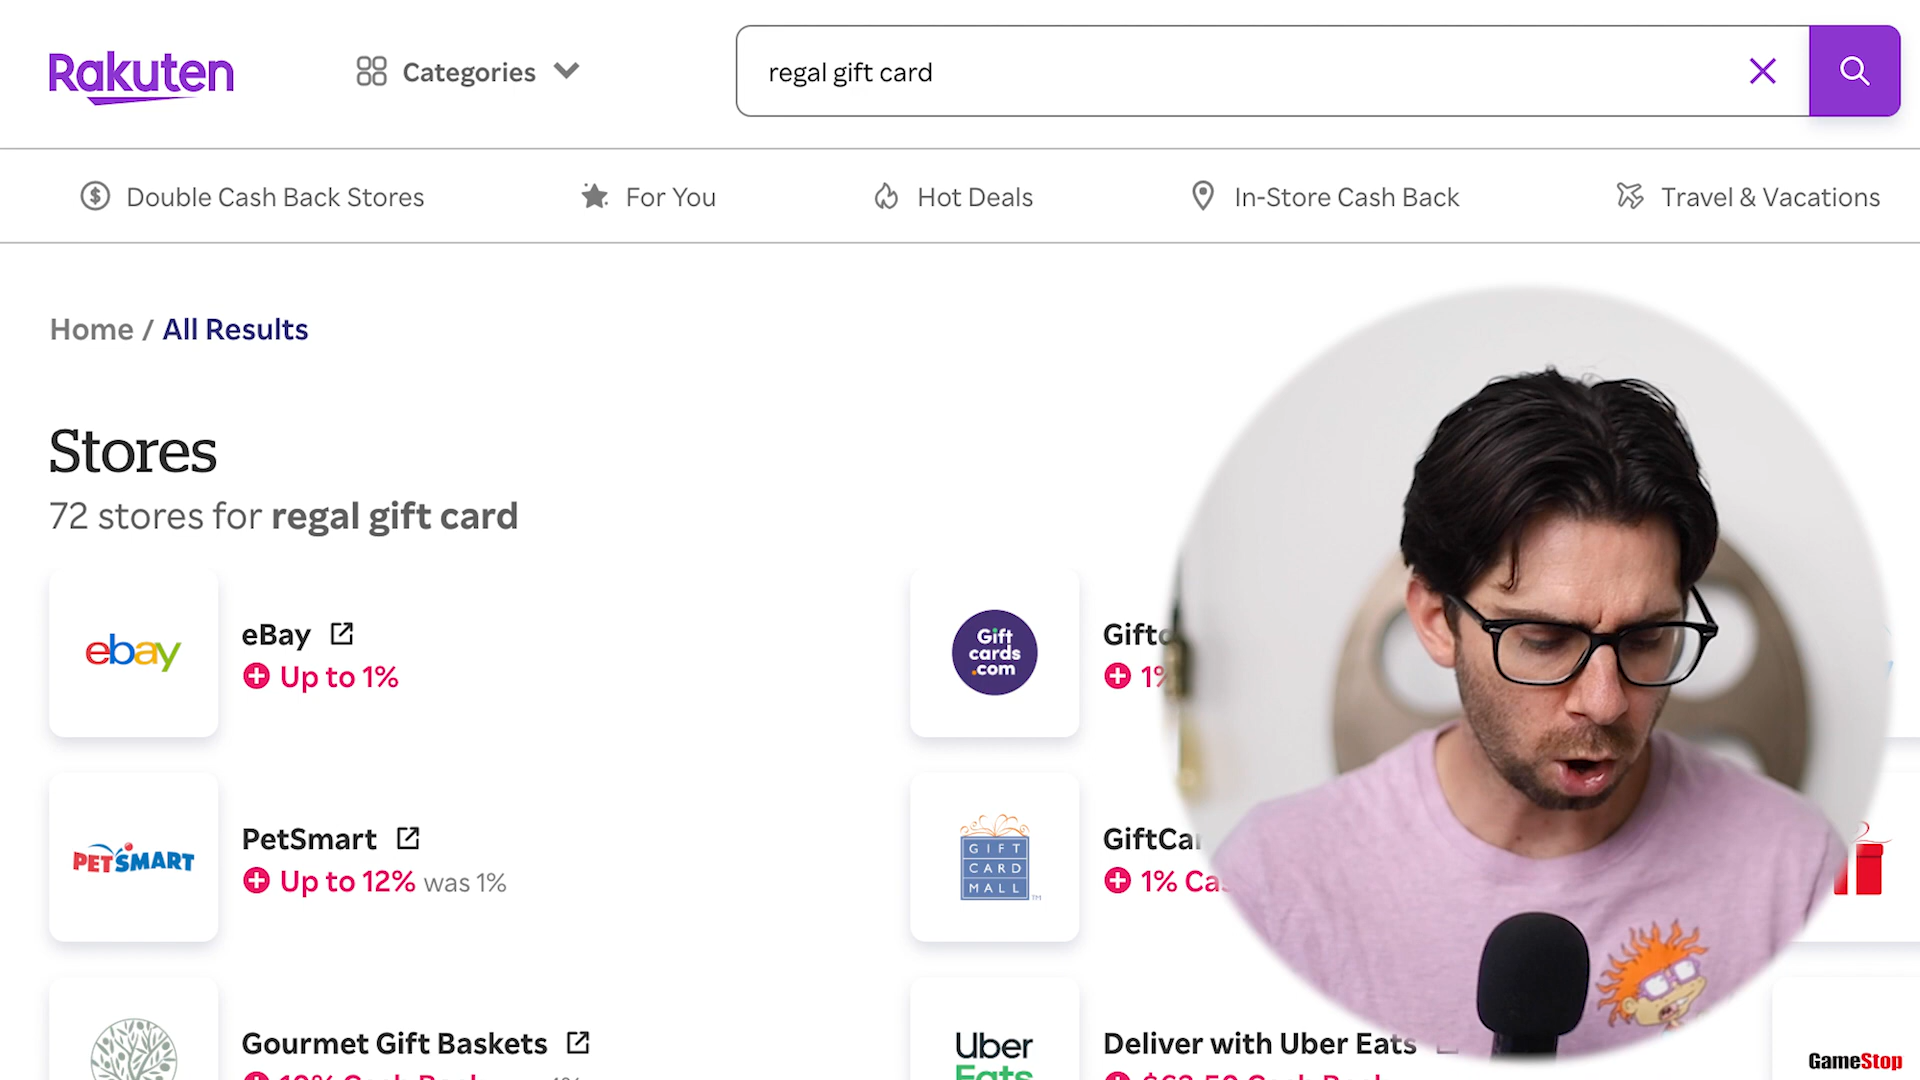 Rakuten
Categories
regal gift card
Double Cash Back Stores
For You
Hot Deals
In-Store Cash Back
Travel & Vacations
Home / All Results
Stores
72 stores for regal gift card
ebay
eBay
Up to 1%
Gift
cards
.com
1%
PETSMART
PetSmart
Up to 12% was 1%
GIFT
CARD
MALL
TM
1%
Gourmet Gift Baskets
Uber
Eats
Deliver with Uber Eats
GameStop